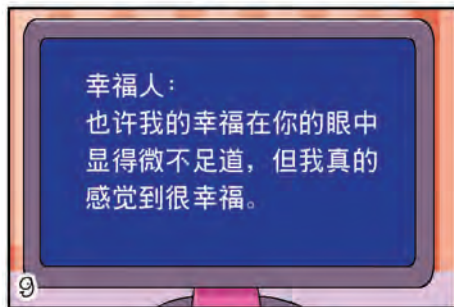 幸福人：
也许我的幸福在你的眼中
显得微不足道，但我真的
感觉到很幸福。
9